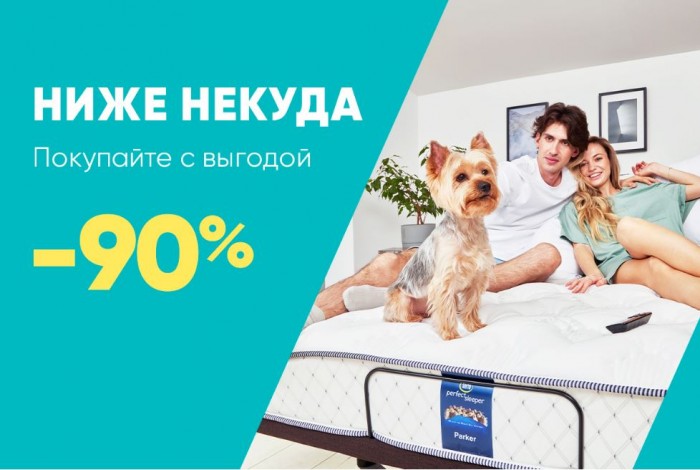 НИЖЕ НЕКУДА
Покупайте с выгодой
-90%
perfect sleeper
Parker